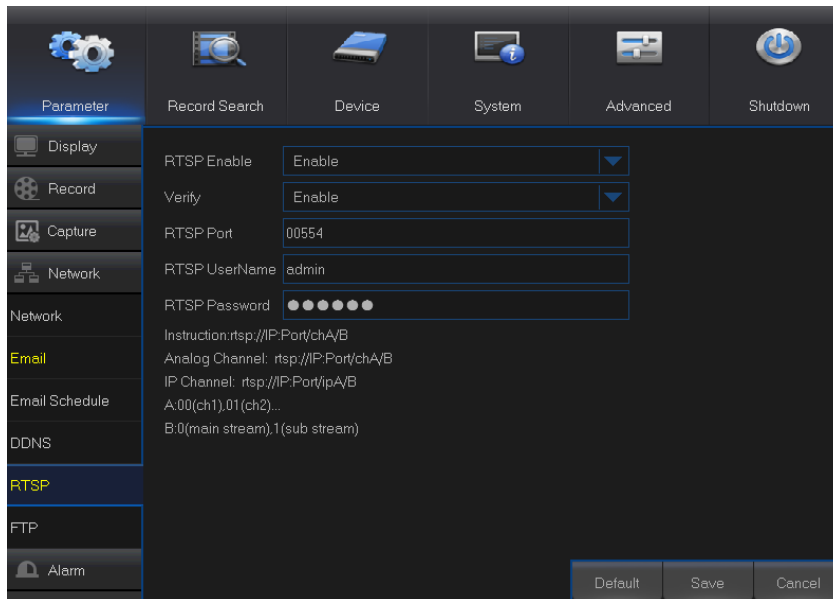 Parameter
Record Search
Device
System
Advanced
Shutdown
Display
Record
Capture
Network
Network
Email
Email Schedule
DDNS
RTSP
FTP
Alarm
RTSP Enable Enable
Verify Enable
RTSP Port 00554
RTSP UserName admin
RTSP Password ●●●●●●
Instruction:rtsp://IP:Port/chA/B
Analog Channel: rtsp://IP:Port/chA/B
IP Channel: rtsp://IP:Port/ipA/B
A:00(ch1),01(ch2)...
B:0(main stream),1(sub stream)
Default Save Cancel